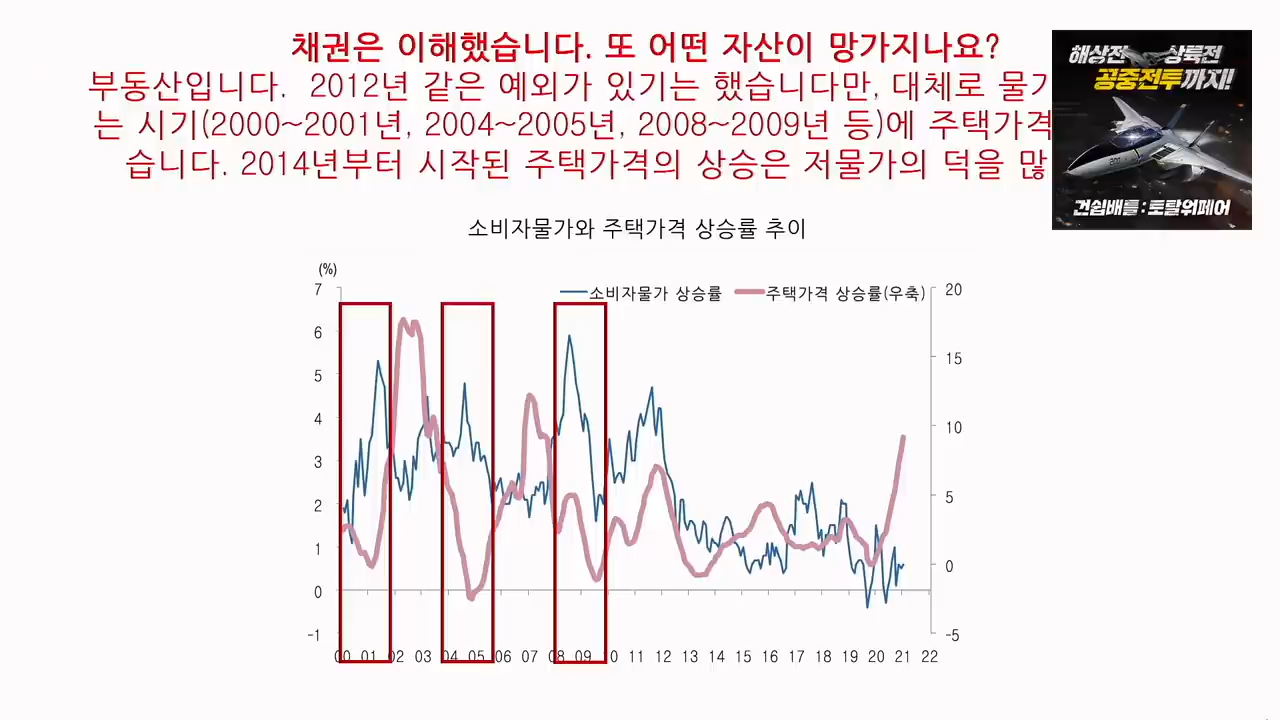 채권은 이해했습니다. 또 어떤 자산이 망가지나요?
부동산입니다. 2012년 같은 예외가 있기는 했습니다만, 대체로 물가
는 시기(2000~2001년, 2004~2005년, 2008~2009년 등)에 주택가격
습니다. 2014년부터 시작된 주택가격의 상승은 저물가의 덕을 많
해상전 상륙전
공중전투까지!
건쉽배틀:토탈워페어
소비자물가와 주택가격 상승률 추이
(%)
소비자물가 상승률 주택가격 상승률(우축)
7 20
6 15
5
4 10
3
2 5
1 0
0
-1 -5
00 01 02 03 04 05 06 07 08 09 10 11 12 13 14 15 16 17 18 19 20 21 22